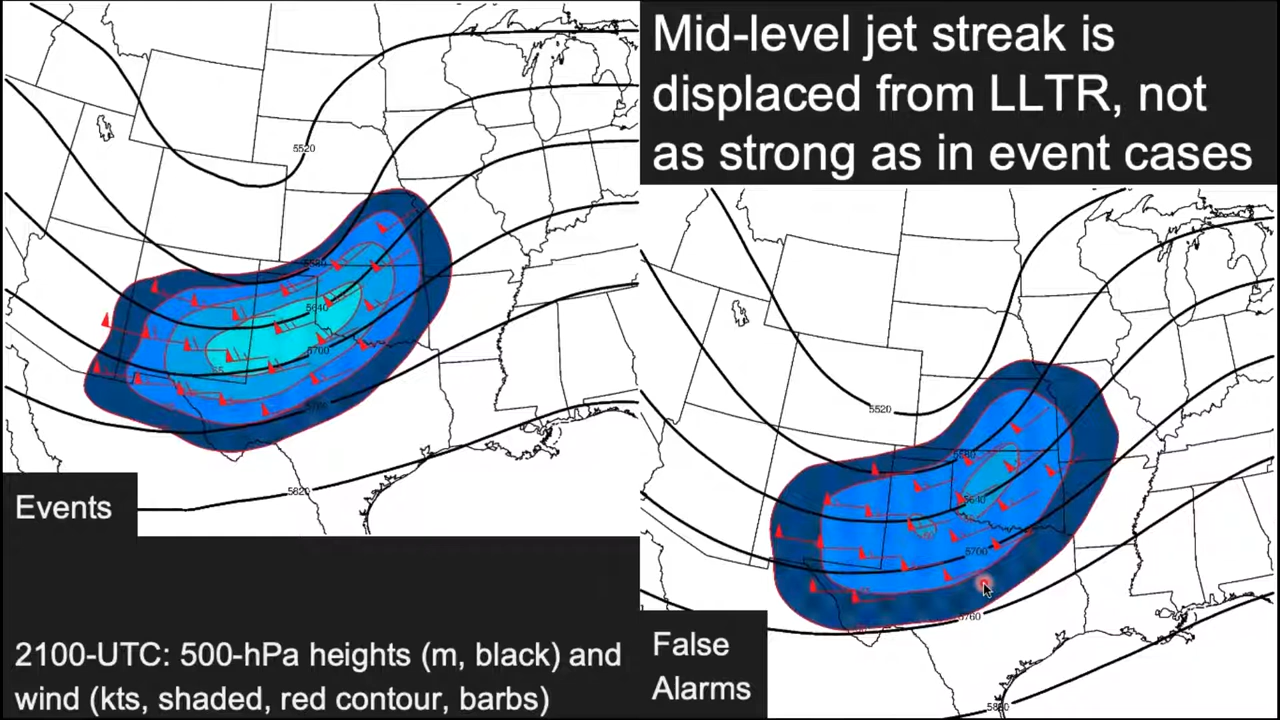 Mid-level jet streak is
displaced from LLTR, not
as strong as in event cases
5520
5640
5700
5820
Events
2100-UTC: 500-hPa heights (m, black) and
wind (kts, shaded, red contour, barbs)
5520
5580
5640
5700
5760
False
Alarms